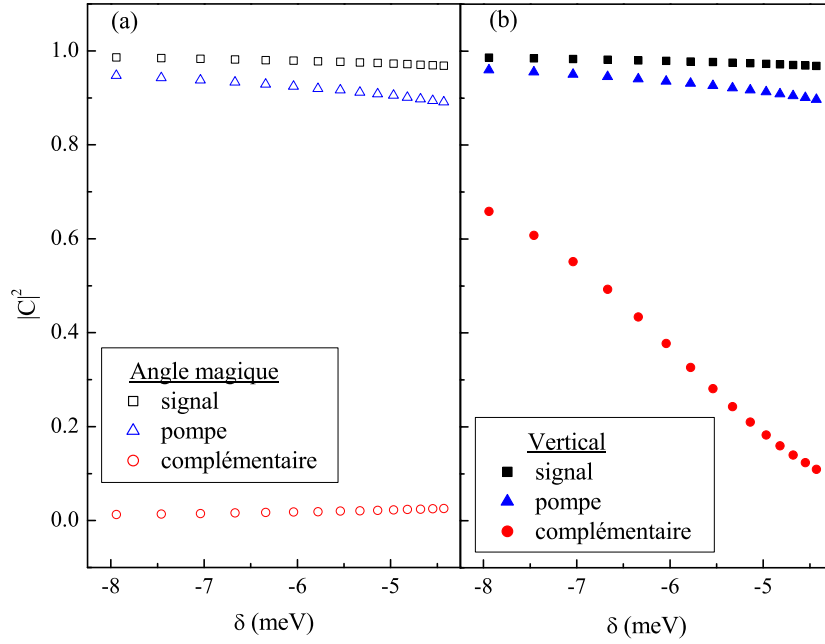 (a)
(b)
1.0
0.8
0.6
0.4
0.2
0.0
|C|²
Angle magique
signal
pompe
complémentaire
Vertical
signal
pompe
complémentaire
-8
-7
-6
-5
-8
-7
-6
-5
-4
δ (meV)
δ (meV)